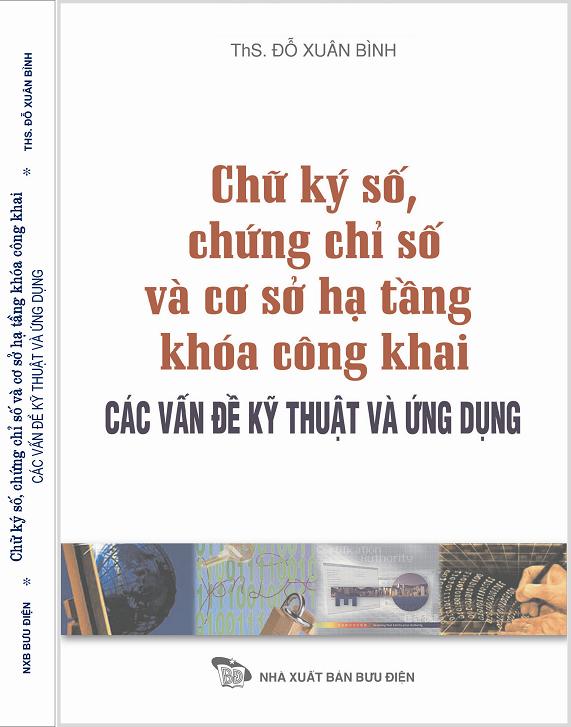 ThS. ĐỖ XUÂN BÌNH
Chữ ký số,
chứng chỉ số
và cơ sở hạ tầng
khóa công khai
CÁC VẤN ĐỀ KỸ THUẬT VÀ ỨNG DỤNG
Certification
Authority
BĐ
NHÀ XUẤT BẢN BƯU ĐIỆN
NXB BƯU ĐIỆN * Chữ ký số, chứng chỉ số và cơ sở hạ tầng khóa công khai * THS. ĐỖ XUÂN BÌNH
CÁC VẤN ĐỀ KỸ THUẬT VÀ ỨNG DỤNG